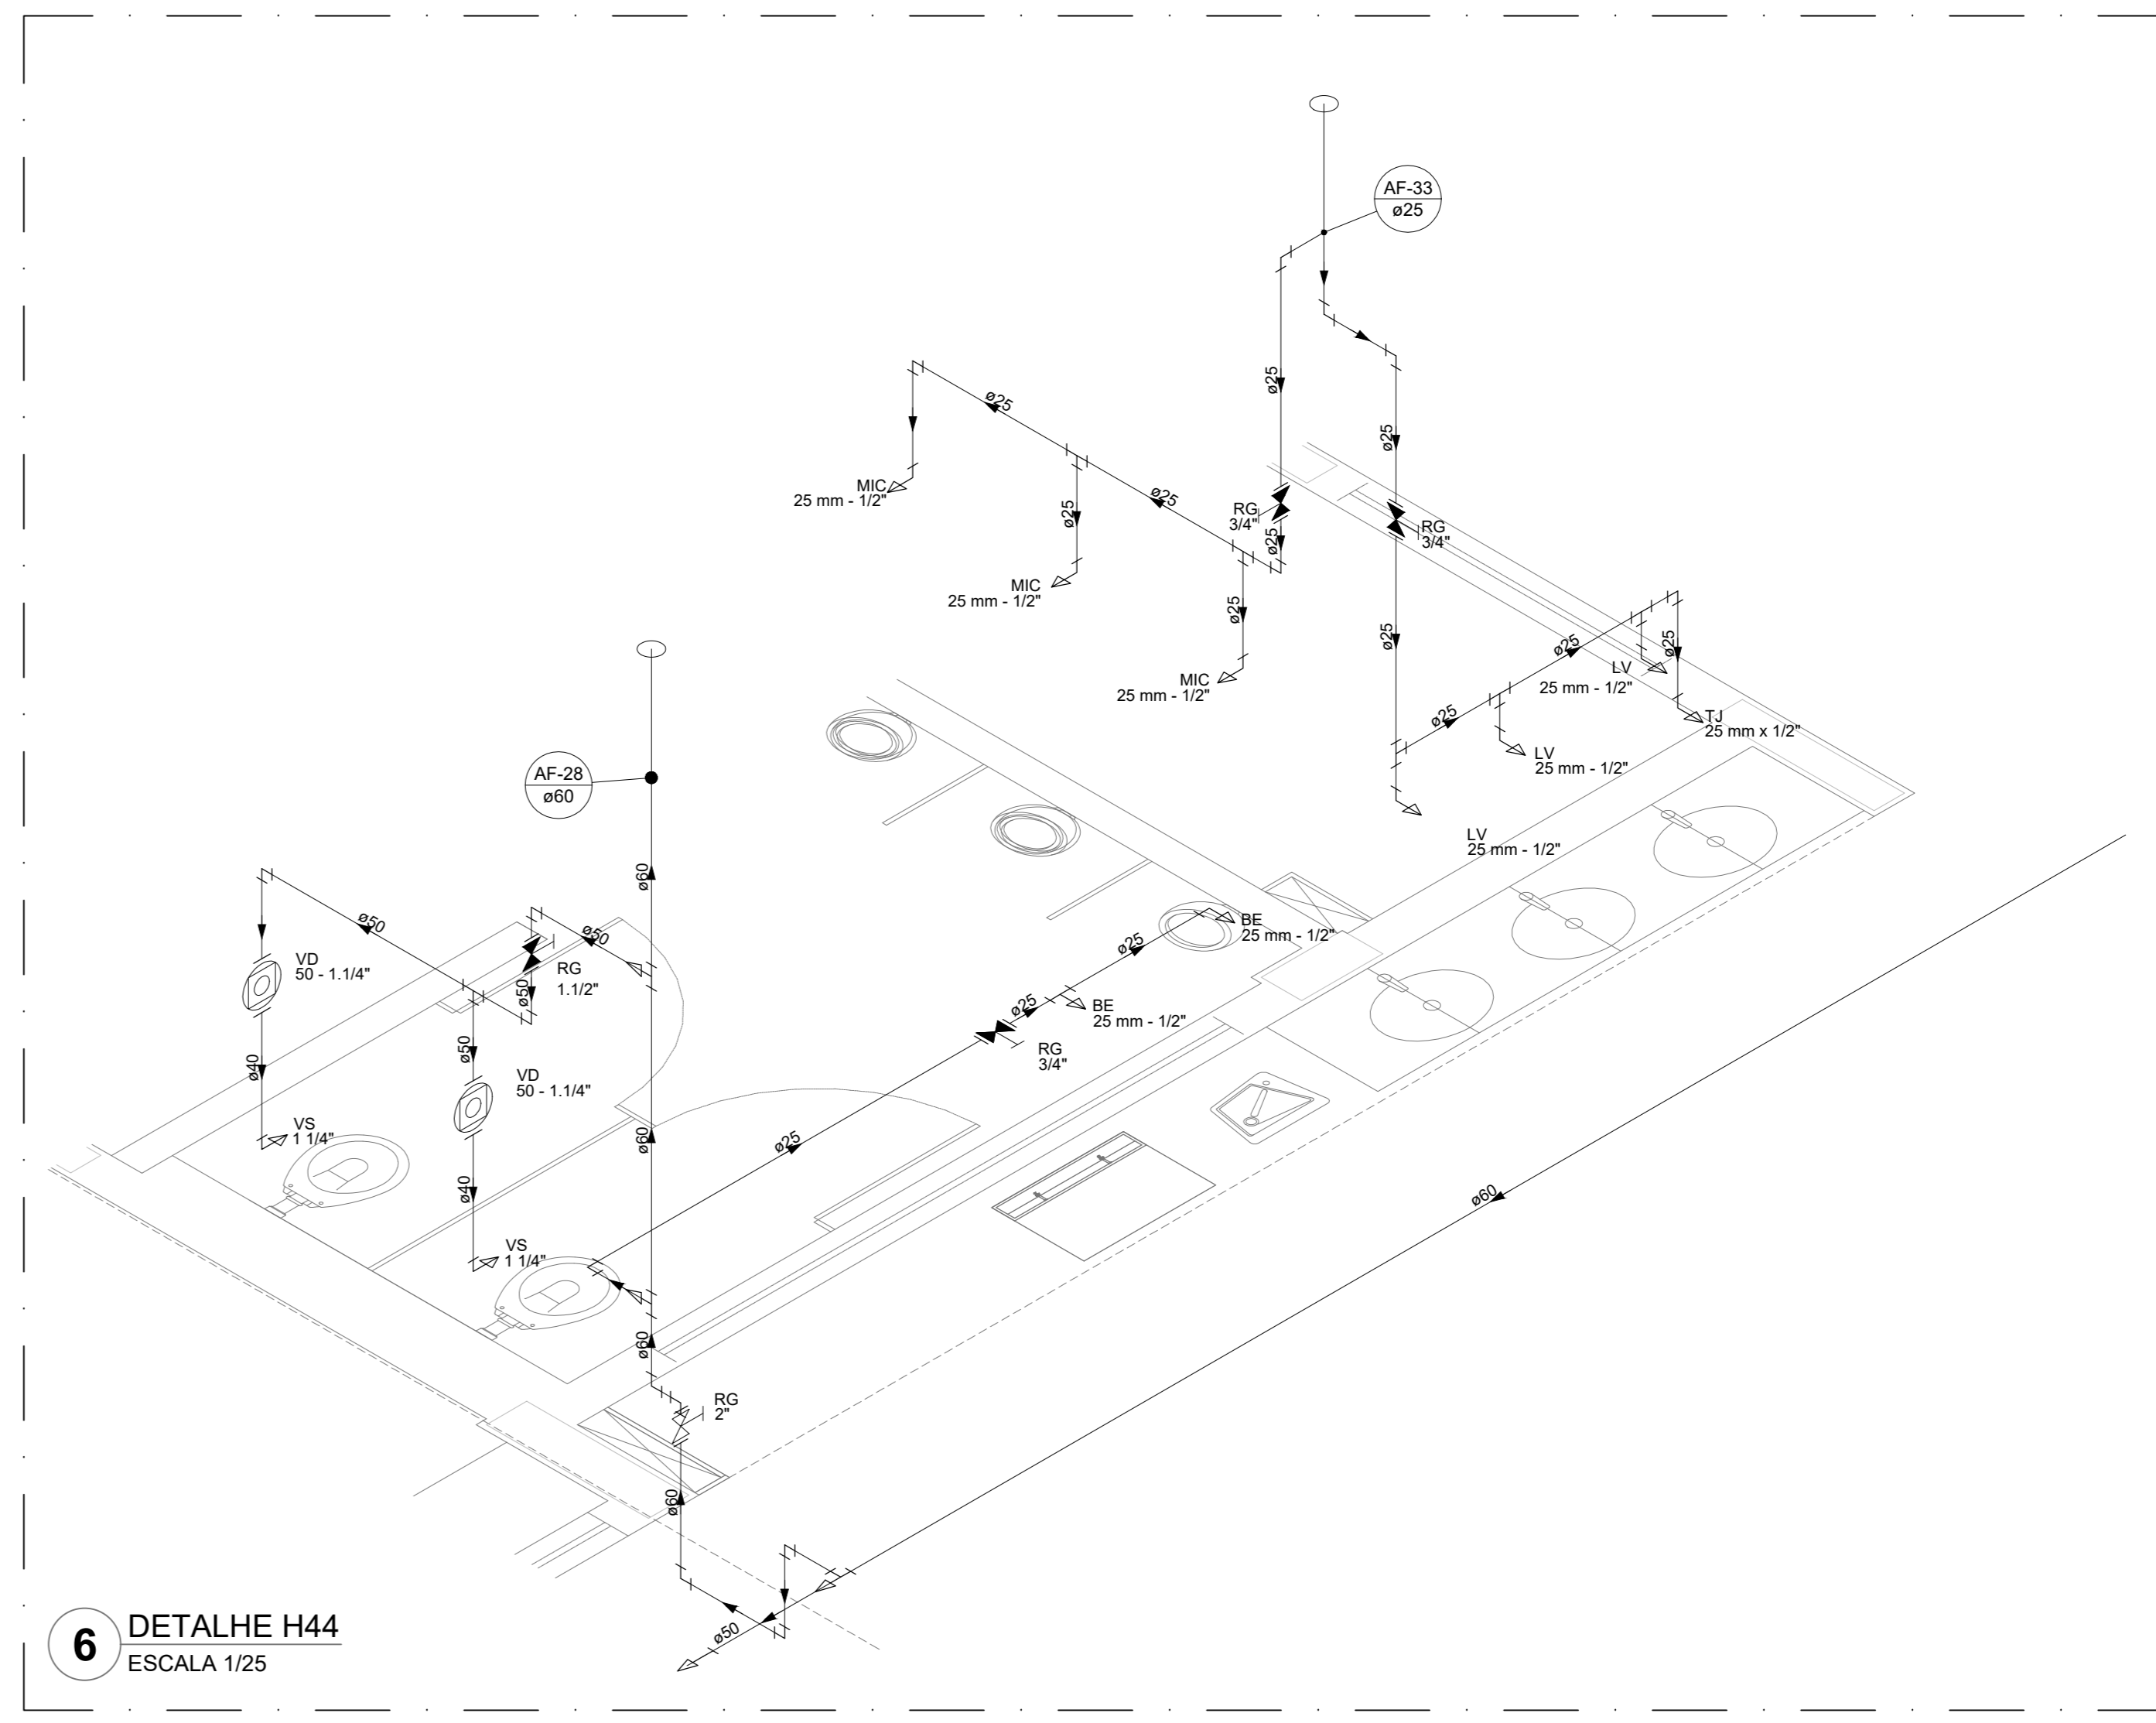 AF-33
ø25
ø25
ø25
ø25
MIC
25 mm - 1/2"
ø25
ø25
RG
3/4"
ø25
RG
3/4"
MIC
25 mm - 1/2"
ø25
ø25
ø25
ø25
LV
25 mm - 1/2"
MIC
25 mm - 1/2"
TJ
25 mm x 1/2"
ø25
LV
25 mm - 1/2"
AF-28
ø60
LV
25 mm - 1/2"
ø60
ø50
ø50
BE
25 mm - 1/2"
ø25
VD
50 - 1.1/4"
RG
1.1/2"
ø50
ø25
BE
25 mm - 1/2"
ø50
RG
3/4"
ø40
VD
50 - 1.1/4"
VS
1 1/4"
ø60
ø25
ø40
ø60
VS
1 1/4"
ø60
RG
2"
ø60
ø50
6
DETALHE H44
ESCALA 1/25